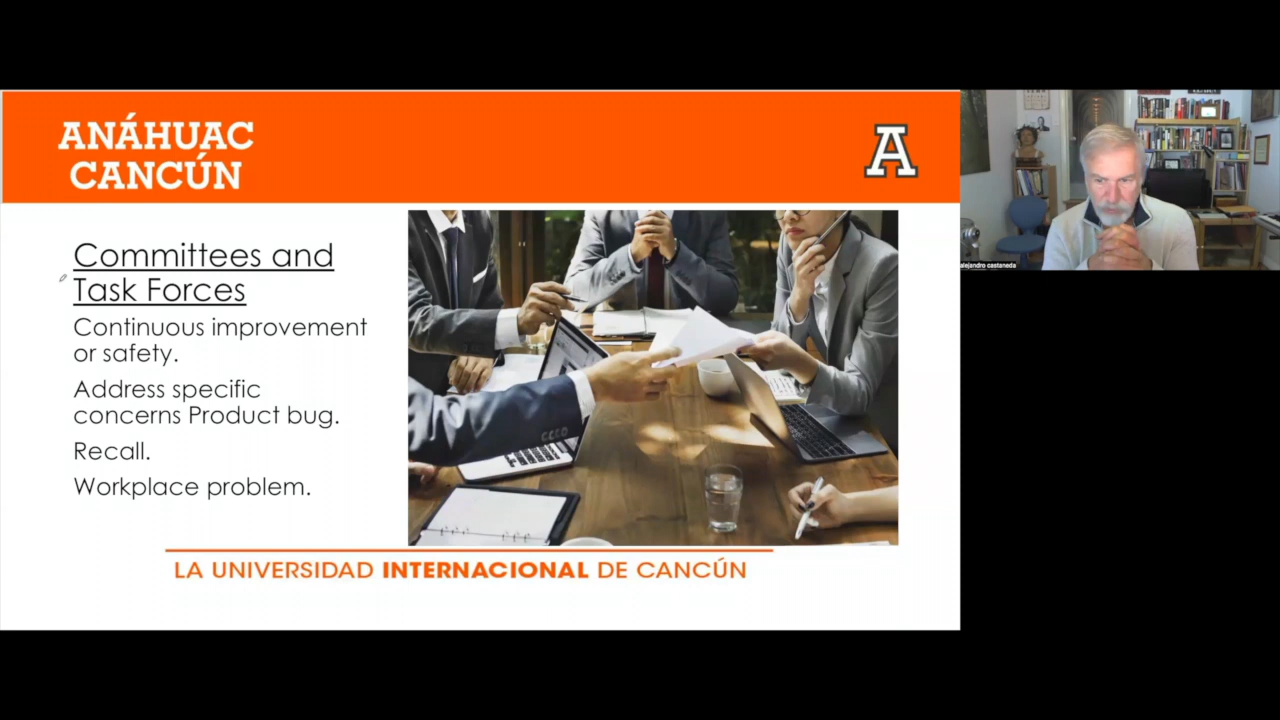 ANÁHUAC
CANCÚN
A
Committees and
Task Forces
Continuous improvement
or safety.
Address specific
concerns Product bug.
Recall.
Workplace problem.
LA UNIVERSIDAD INTERNACIONAL DE CANCÚN
alejandro castaneda